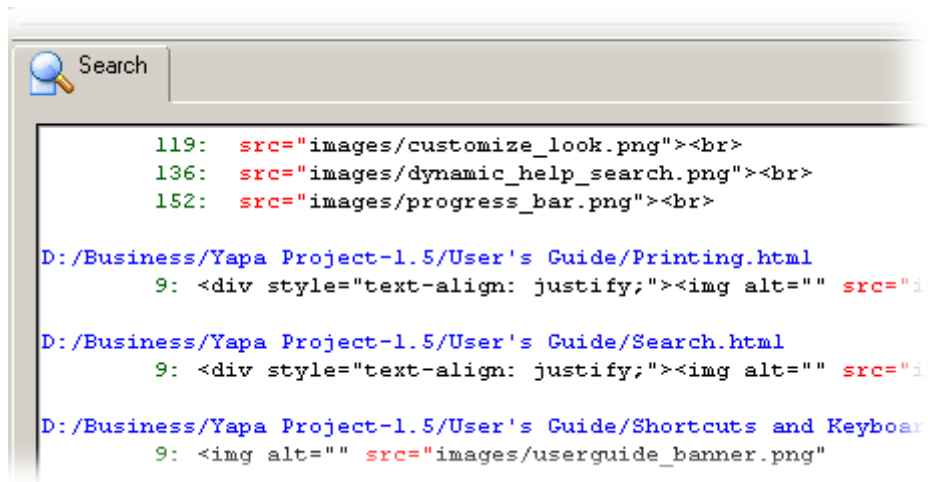 Search
119: src="images/customize_look.png"><br>
136: src="images/dynamic_help_search.png"><br>
152: src="images/progress_bar.png"><br>
D:/Business/Yapa Project-1.5/User's Guide/Printing.html
9: <div style="text-align: justify;"><img alt="" src="i
D:/Business/Yapa Project-1.5/User's Guide/Search.html
9: <div style="text-align: justify;"><img alt="" src="i
D:/Business/Yapa Project-1.5/User's Guide/Shortcuts and Keyboar
9: <img alt="" src="images/userguide_banner.png"